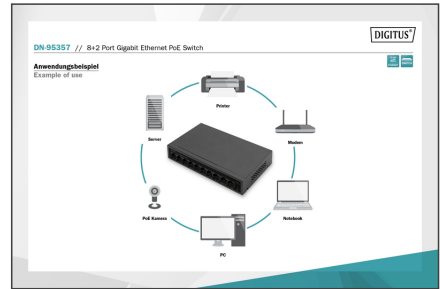 DIGITUS®
DN-95357 // 8+2 Port Gigabit Ethernet PoE Switch
Anwendungsbeispiel
Example of use
Printer
Server
Modem
PoE Kamera
Notebook
PC